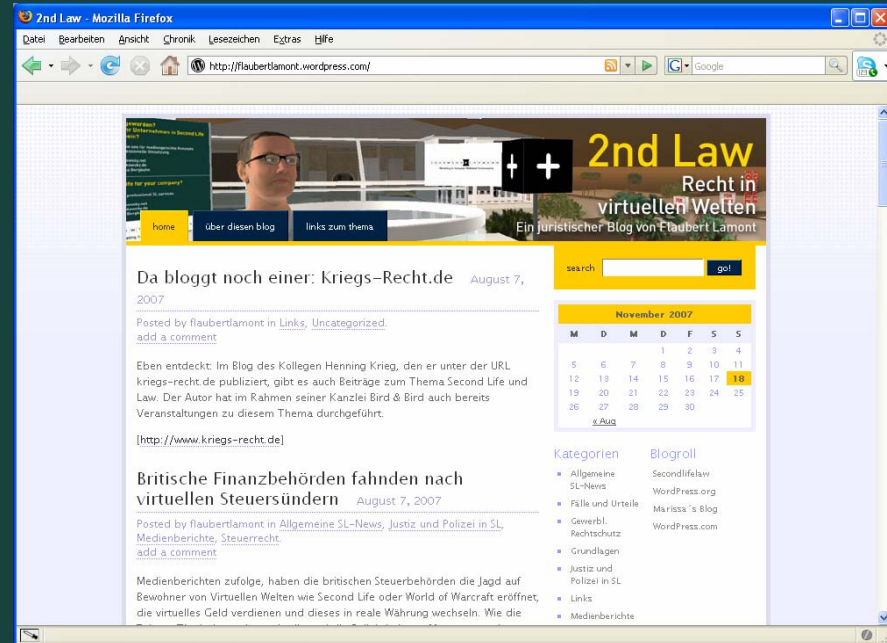 2nd Law - Mozilla Firefox
Datei Bearbeiten Ansicht Chronik Lesezeichen Extras Hilfe
http://flaubertlamont.wordpress.com/
Google
2nd Law
Recht in
virtuellen Welten
Ein juristischer Blog von Flaubert Lamont
home über diesen blog links zum thema
search go!
Da bloggt noch einer: Kriegs-Recht.de August 7,
2007
Posted by flaubertlamont in Links, Uncategorized.
add a comment
Eben entdeckt: Im Blog des Kollegen Henning Krieg, den er unter der URL
kriegs-recht.de publiziert, gibt es auch Beiträge zum Thema Second Life und
Law. Der Autor hat im Rahmen seiner Kanzlei Bird & Bird auch bereits
Veranstaltungen zu diesem Thema durchgeführt.
[http://www.kriegs-recht.de]
Britische Finanzbehörden fahnden nach
virtuellen Steuersündern August 7, 2007
Posted by flaubertlamont in Allgemeine SL-News, Justiz und Polizei in SL,
Medienberichte, Steuerrecht.
add a comment
Medienberichten zufolge, haben die britischen Steuerbehörden die Jagd auf
Bewohner von Virtuellen Welten wie Second Life oder World of Warcraft eröffnet,
die virtuelles Geld verdienen und dieses in reale Währung wechseln. Wie die
November 2007
M D M D F S S
1 2 3 4
5 6 7 8 9 10 11
12 13 14 15 16 17 18
19 20 21 22 23 24 25
26 27 28 29 30
« Aug
Kategorien
Allgemeine
SL-News
Fälle und Urteile
Gewerbl.
Rechtschutz
Grundlagen
Justiz und
Polizei in SL
Links
Medienberichte
Blogroll
Secondlifelaw
WordPress.org
Marissa´s Blog
WordPress.com